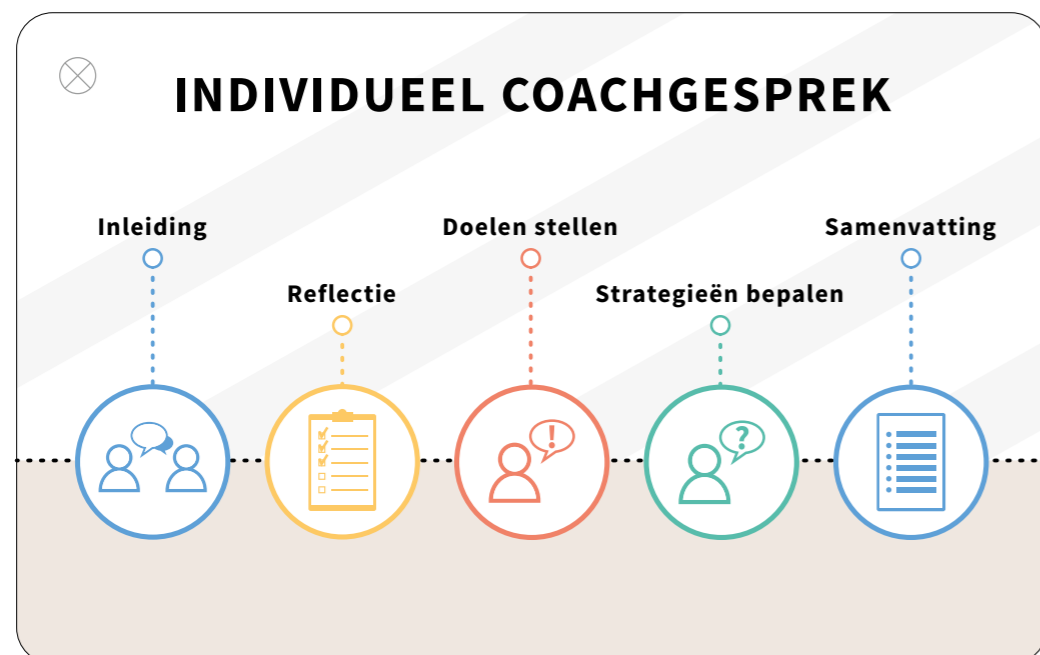 INDIVIDUEEL COACHGESPREK
Inleiding
Reflectie
Doelen stellen
Strategieën bepalen
Samenvatting
!
?